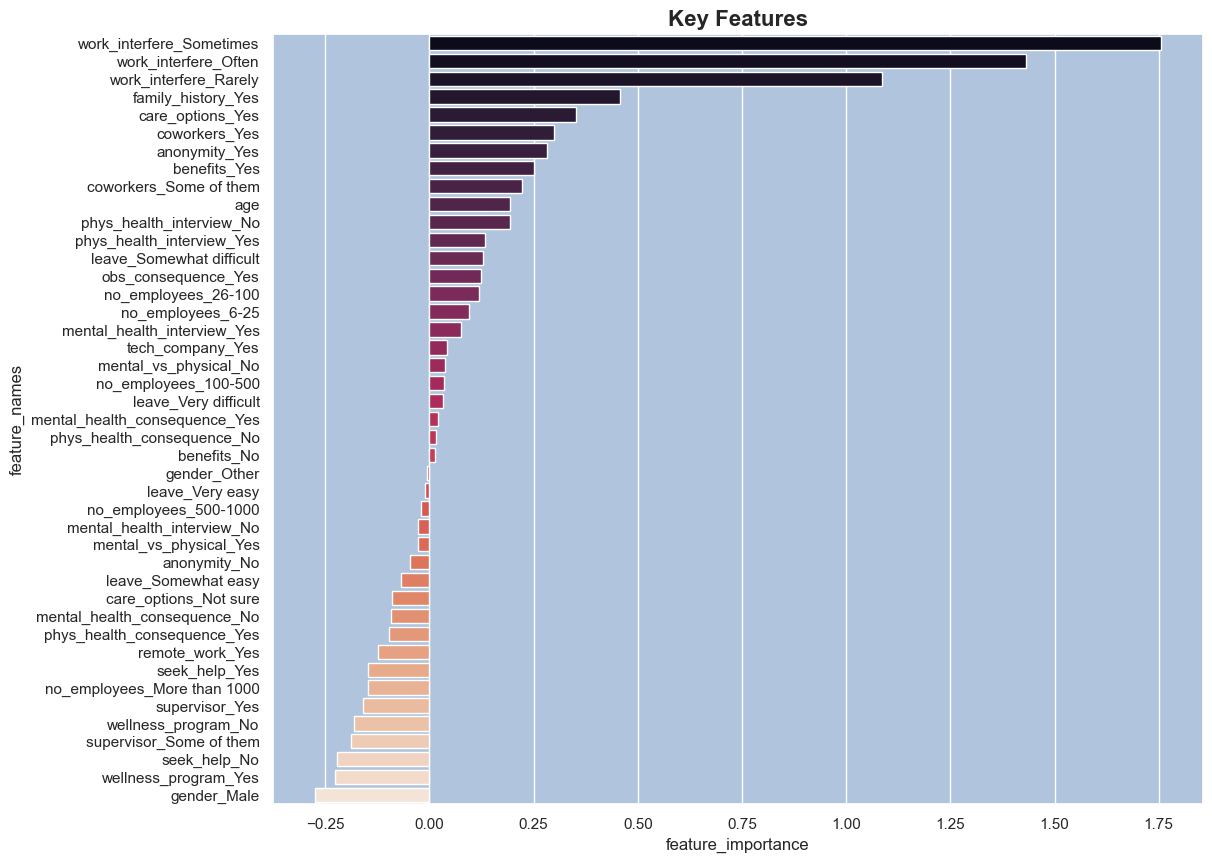 Key Features
work_interfere_Sometimes
work_interfere_Often
work_interfere_Rarely
family_history_Yes
care_options_Yes
coworkers_Yes
anonymity_Yes
benefits_Yes
coworkers_Some of them
age
phys_health_interview_No
phys_health_interview_Yes
leave_Somewhat difficult
obs_consequence_Yes
no_employees_26-100
no_employees_6-25
mental_health_interview_Yes
tech_company_Yes
mental_vs_physical_No
no_employees_100-500
leave_Very difficult
mental_health_consequence_Yes
phys_health_consequence_No
benefits_No
gender_Other
leave_Very easy
no_employees_500-1000
mental_health_interview_No
mental_vs_physical_Yes
anonymity_No
leave_Somewhat easy
care_options_Not sure
mental_health_consequence_No
phys_health_consequence_Yes
remote_work_Yes
seek_help_Yes
no_employees_More than 1000
supervisor_Yes
wellness_program_No
supervisor_Some of them
seek_help_No
wellness_program_Yes
gender_Male
feature_names
−0.25 0.00 0.25 0.50 0.75 1.00 1.25 1.50 1.75
feature_importance